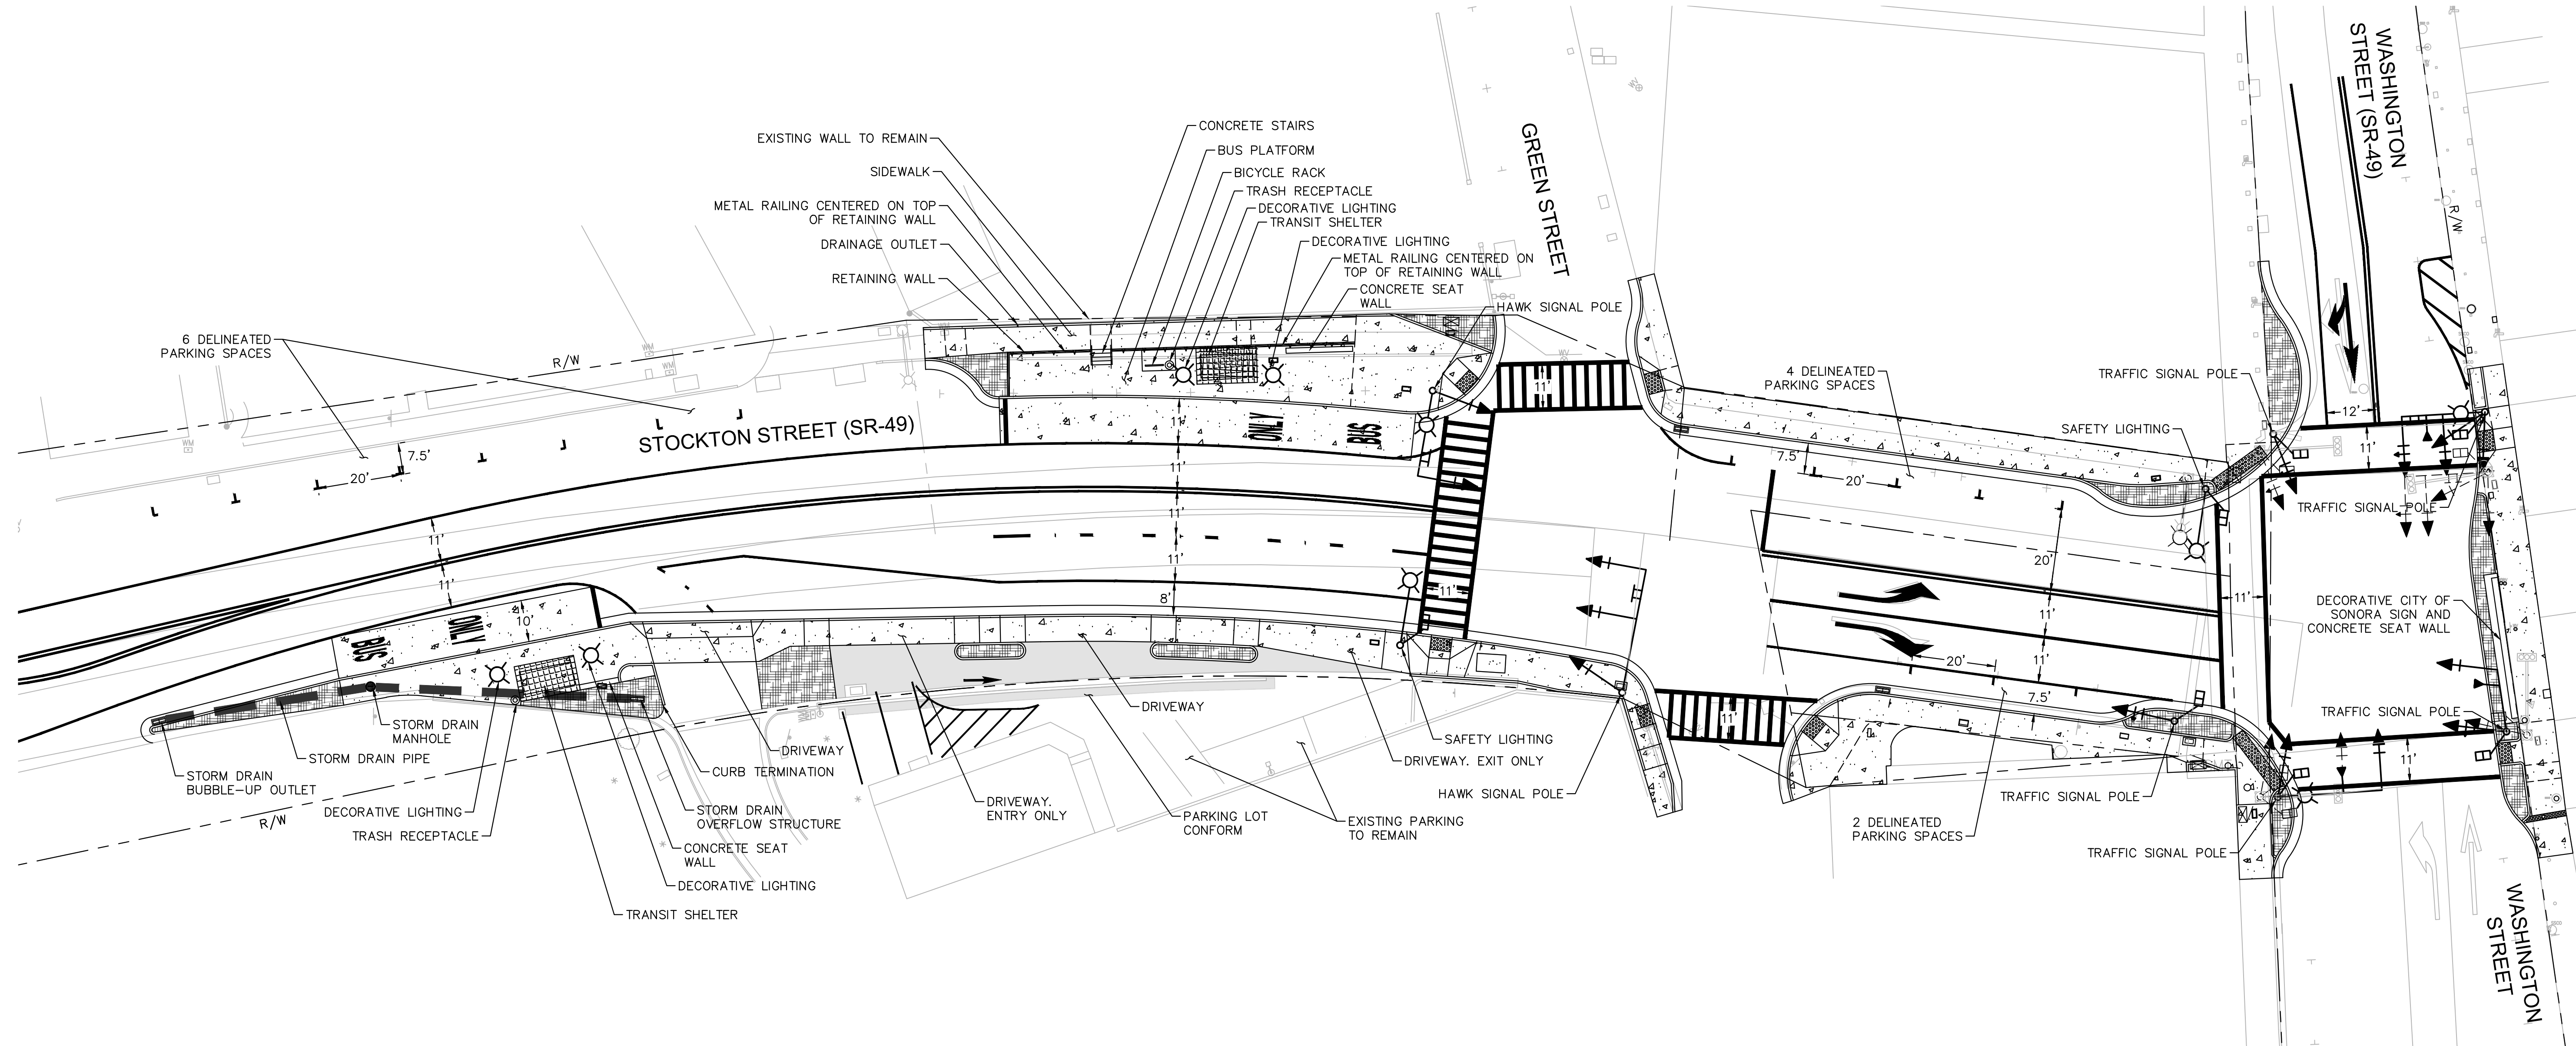 EXISTING WALL TO REMAIN
SIDEWALK
METAL RAILING CENTERED ON TOP
OF RETAINING WALL
DRAINAGE OUTLET
RETAINING WALL
CONCRETE STAIRS
BUS PLATFORM
BICYCLE RACK
TRASH RECEPTACLE
DECORATIVE LIGHTING
TRANSIT SHELTER
DECORATIVE LIGHTING
METAL RAILING CENTERED ON
TOP OF RETAINING WALL
CONCRETE SEAT
WALL
HAWK SIGNAL POLE
GREEN STREET
WASHINGTON
STREET (SR-49)
R/W
6 DELINEATED
PARKING SPACES
R/W
WM
WM
WM
WM
WV
WV
STOCKTON STREET (SR-49)
7.5'
20'
11'
11'
11'
11'
11'
11'
8'
ONLY
BUS
11'
11'
4 DELINEATED
PARKING SPACES
7.5'
20'
TRAFFIC SIGNAL POLE
SAFETY LIGHTING
12'
11'
TRAFFIC SIGNAL POLE
20'
11'
11'
11'
20'
7.5'
DECORATIVE CITY OF
SONORA SIGN AND
CONCRETE SEAT WALL
TRAFFIC SIGNAL POLE
11'
BUS
ONLY
10'
STORM DRAIN
MANHOLE
STORM DRAIN PIPE
STORM DRAIN
BUBBLE-UP OUTLET
DECORATIVE LIGHTING
TRASH RECEPTACLE
R/W
DRIVEWAY
CURB TERMINATION
STORM DRAIN
OVERFLOW STRUCTURE
CONCRETE SEAT
WALL
DECORATIVE LIGHTING
TRANSIT SHELTER
DRIVEWAY
DRIVEWAY.
ENTRY ONLY
PARKING LOT
CONFORM
EXISTING PARKING
TO REMAIN
SAFETY LIGHTING
DRIVEWAY. EXIT ONLY
HAWK SIGNAL POLE
11'
2 DELINEATED
PARKING SPACES
TRAFFIC SIGNAL POLE
TRAFFIC SIGNAL POLE
WASHINGTON
STREET